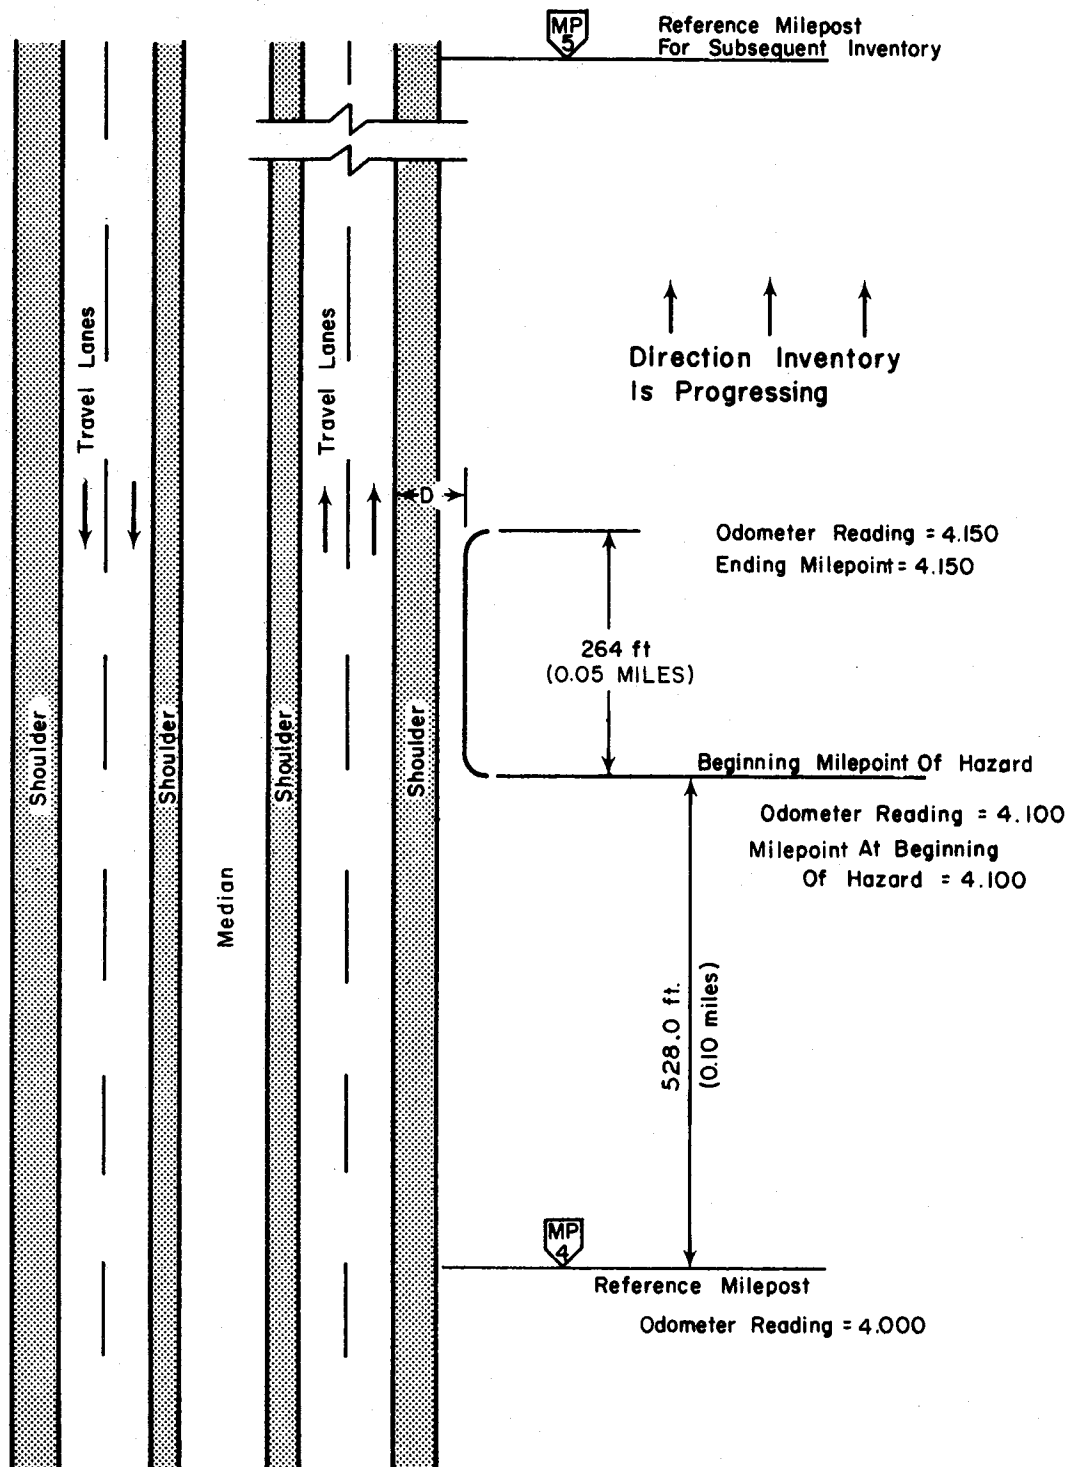 MP
5
Reference Milepost
For Subsequent Inventory
Travel Lanes
Travel Lanes
Direction Inventory
Is Progressing
D
Odometer Reading = 4.150
Ending Milepoint = 4.150
264 ft
(0.05 MILES)
Shoulder
Shoulder
Shoulder
Shoulder
Beginning Milepoint Of Hazard
Odometer Reading = 4.100
Milepoint At Beginning
Of Hazard = 4.100
Median
528.0 ft.
(0.10 miles)
MP
4
Reference Milepost
Odometer Reading = 4.000